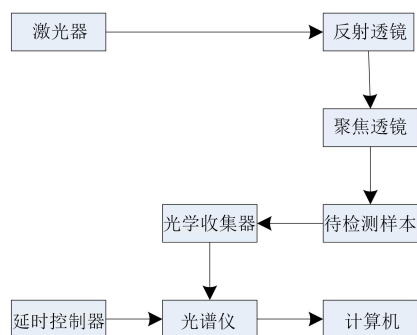 激光器
反射透镜
聚焦透镜
光学收集器
待检测样本
延时控制器
光谱仪
计算机